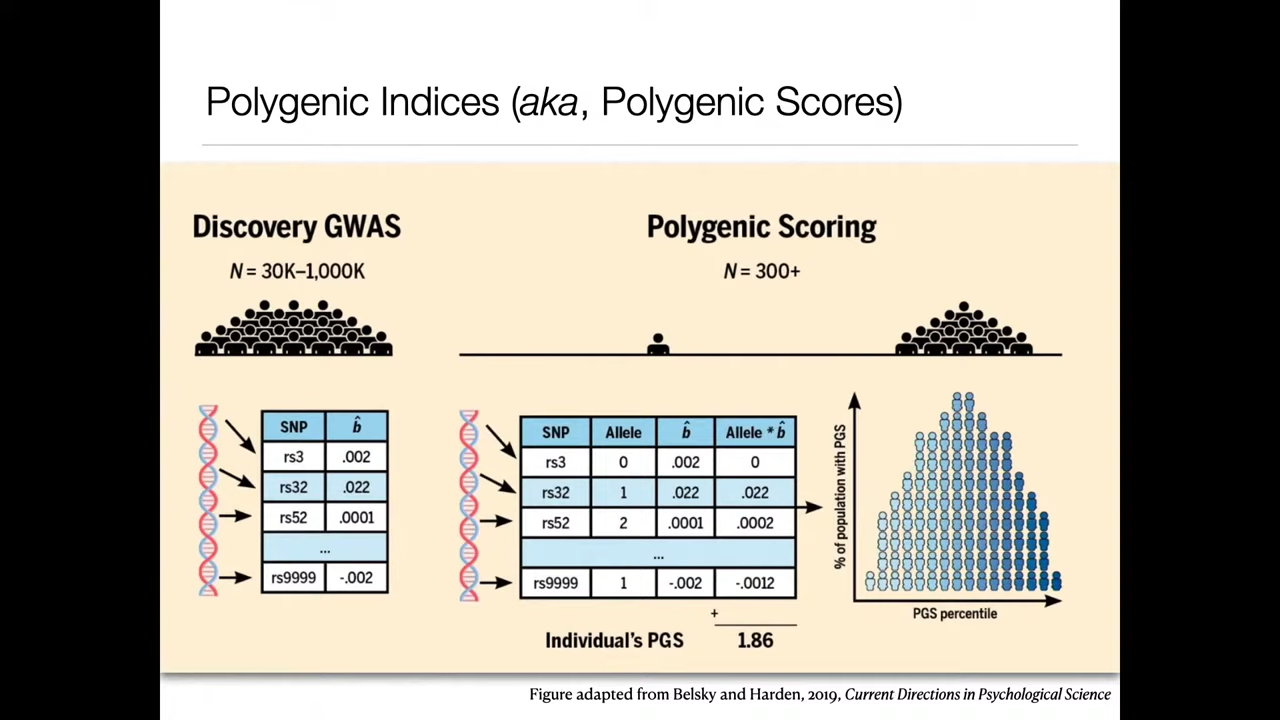 Polygenic Indices (aka, Polygenic Scores)
Discovery GWAS
N = 30K–1,000K
SNP b̂
rs3 .002
rs32 .022
rs52 .0001
...
rs9999 -.002
Polygenic Scoring
N = 300+
SNP Allele b̂ Allele * b̂
rs3 0 .002 0
rs32 1 .022 .022
rs52 2 .0001 .0002
...
rs9999 1 -.002 -.0012
+
Individual’s PGS 1.86
% of population with PGS
PGS percentile
Figure adapted from Belsky and Harden, 2019, Current Directions in Psychological Science